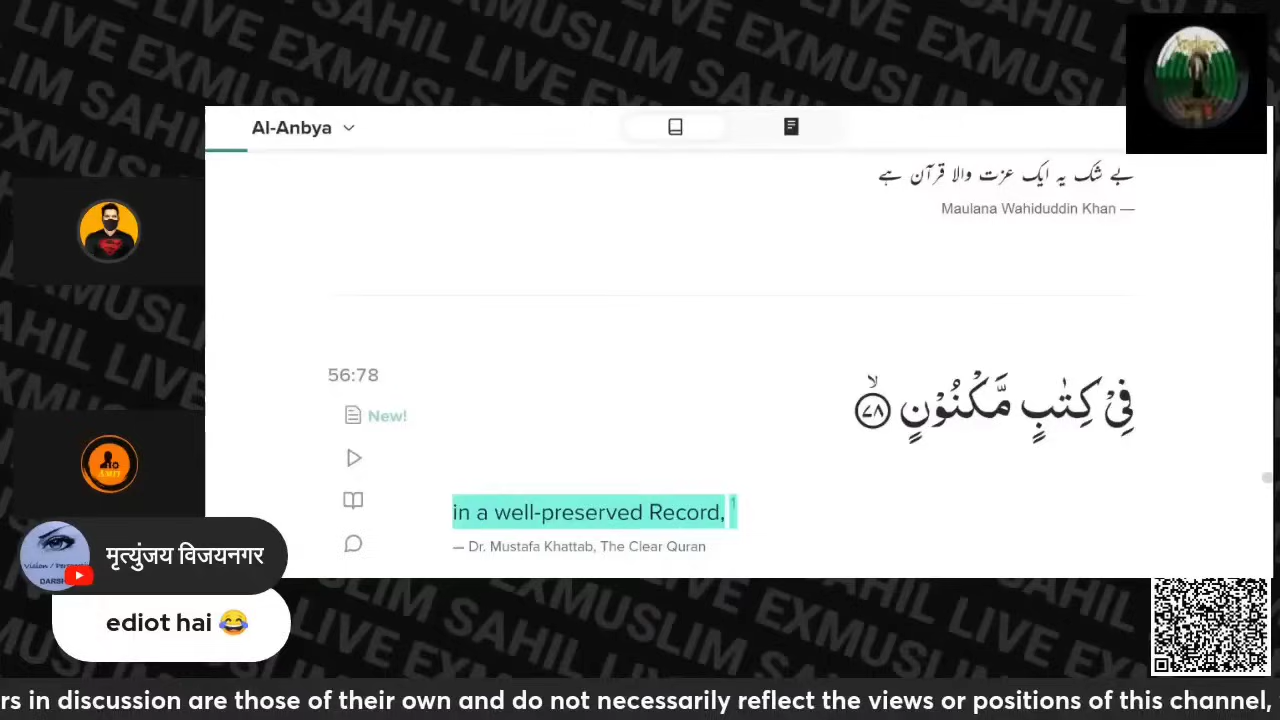 Al-Anbya
بے شک یہ ایک عزت والا قرآن ہے
Maulana Wahiduddin Khan —
56:78
New!
فِیْ كِتٰبٍ مَّكْنُوْنٍ ۙ۝۷۸
in a well-preserved Record, 1
— Dr. Mustafa Khattab, The Clear Quran
मृत्युंजय विजयनगर
ediot hai 😂
rs in discussion are those of their own and do not necessarily reflect the views or positions of this channel,